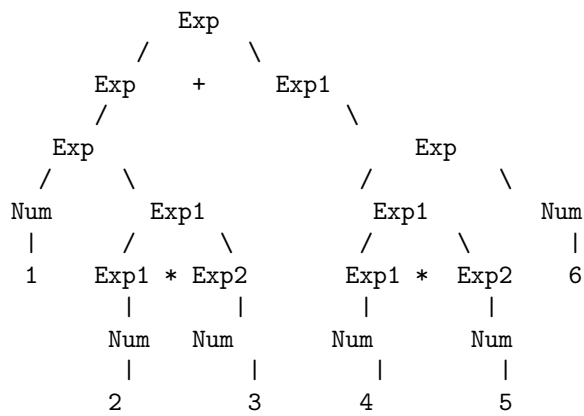 Exp
/ \
Exp + Exp1
/ \
Exp Exp
/ \ / \
Num Exp1 Exp1 Num
| / \ / \ |
1 Exp1 * Exp2 Exp1 * Exp2 6
| | | |
Num Num Num Num
| | | |
2 3 4 5